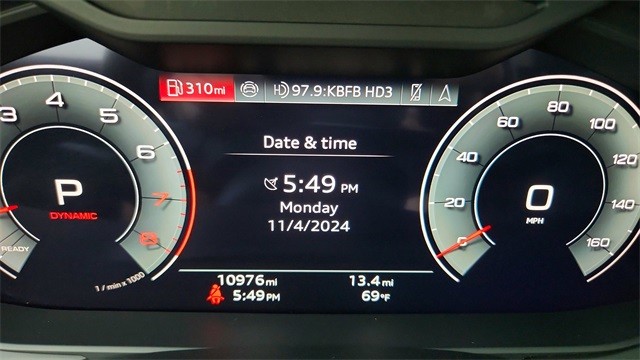 310mi 97.9:KBFB HD3
Date & time
5:49 PM
Monday
11/4/2024
10976mi 13.4mi
5:49PM 69°F
3 4 5 6 7 8
P
DYNAMIC
READY
1 / min x 1000
0 20 40 60 80 100 120 140 160
0
MPH